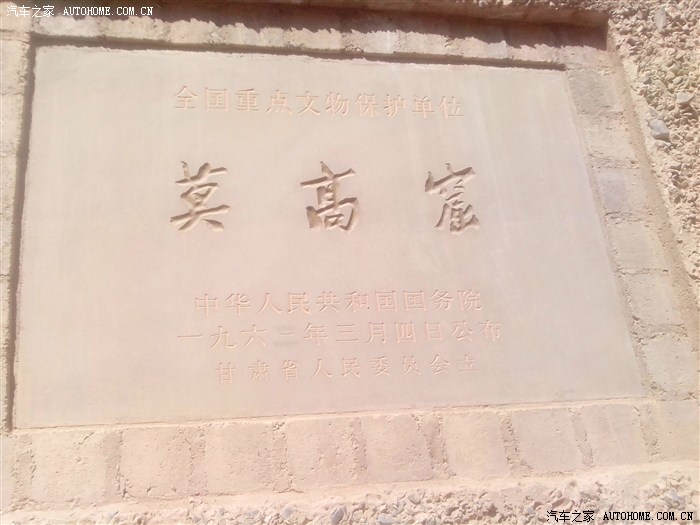 汽车之家 AUTOHOME.COM.CN
全国重点文物保护单位
莫高窟
中华人民共和国国务院
一九六一年三月四日公布
甘肃省人民委员会立
汽车之家 AUTOHOME.COM.CN